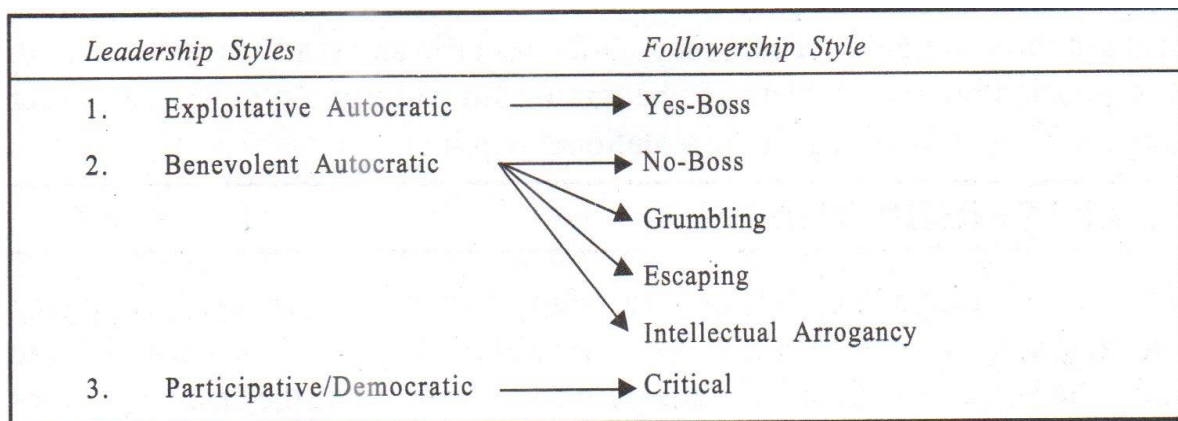 Leadership Styles Followership Style
1. Exploitative Autocratic Yes-Boss
2. Benevolent Autocratic No-Boss
Grumbling
Escaping
Intellectual Arrogancy
3. Participative/Democratic Critical